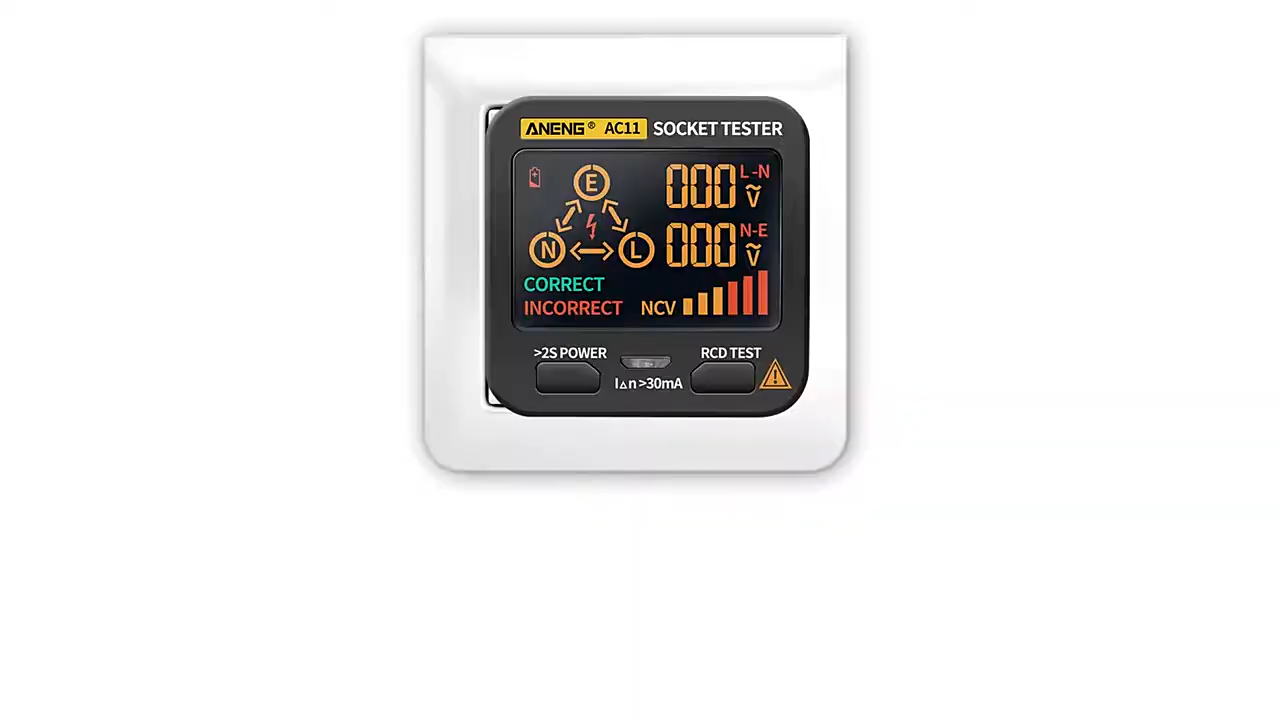 ANENG® AC11 SOCKET TESTER
E
000 L-N
V
N L
000 N-E
V
CORRECT
INCORRECT NCV
>2S POWER RCD TEST
I△n >30mA